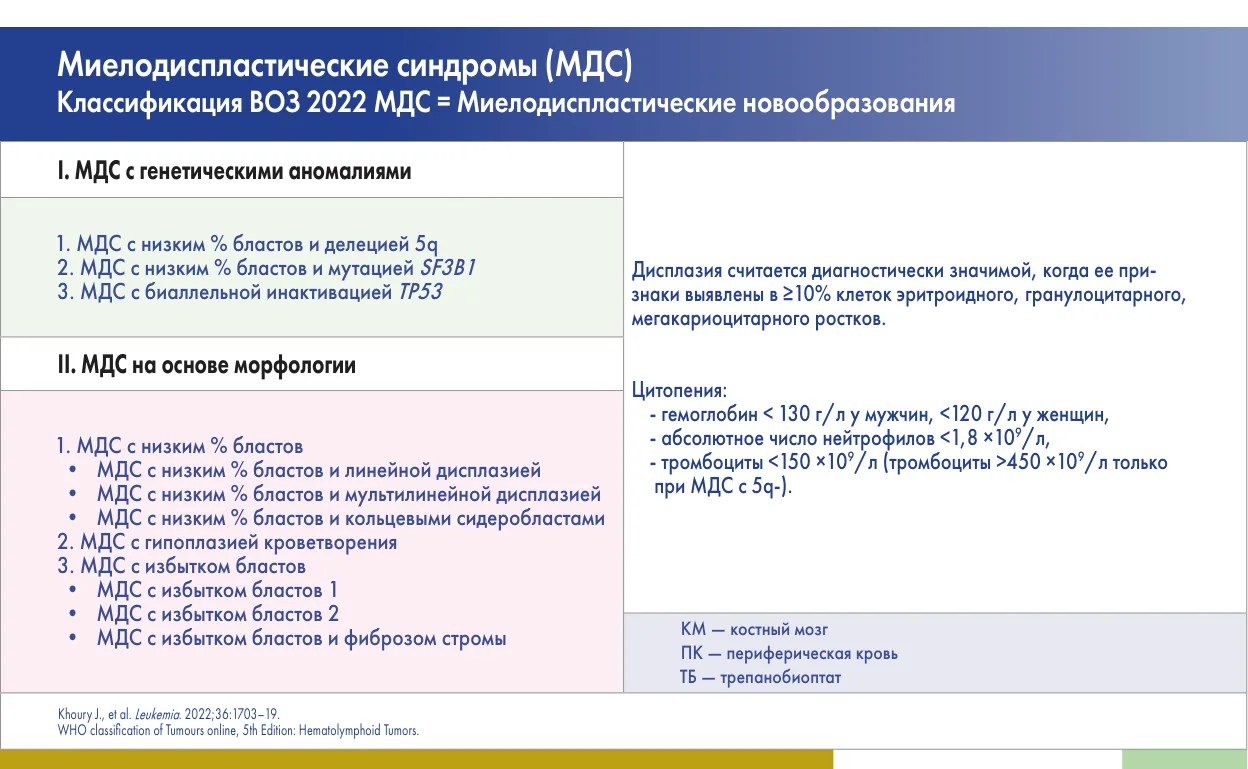 Миелодиспластические синдромы (МДС)
Классификация ВОЗ 2022 МДС = Миелодиспластические новообразования
I. МДС с генетическими аномалиями
1. МДС с низким % бластов и делецией 5q
2. МДС с низким % бластов и мутацией SF3B1
3. МДС с биаллельной инактивацией TP53
II. МДС на основе морфологии
1. МДС с низким % бластов
• МДС с низким % бластов и линейной дисплазией
• МДС с низким % бластов и мультилинейной дисплазией
• МДС с низким % бластов и кольцевыми сидеробластами
2. МДС с гипоплазией кроветворения
3. МДС с избытком бластов
• МДС с избытком бластов 1
• МДС с избытком бластов 2
• МДС с избытком бластов и фиброзом стромы
Дисплазия считается диагностически значимой, когда ее при-
знаки выявлены в ≥10% клеток эритроидного, гранулоцитарного,
мегакариоцитарного ростков.
Цитопения:
- гемоглобин < 130 г/л у мужчин, <120 г/л у женщин,
- абсолютное число нейтрофилов <1,8 ×10⁹/л,
- тромбоциты <150 ×10⁹/л (тромбоциты >450 ×10⁹/л только
при МДС с 5q-).
КМ — костный мозг
ПК — периферическая кровь
ТБ — трепанобиоптат
Khoury J., et al. Leukemia. 2022;36:1703–19.
WHO classification of Tumours online, 5th Edition: Hematolymphoid Tumors.